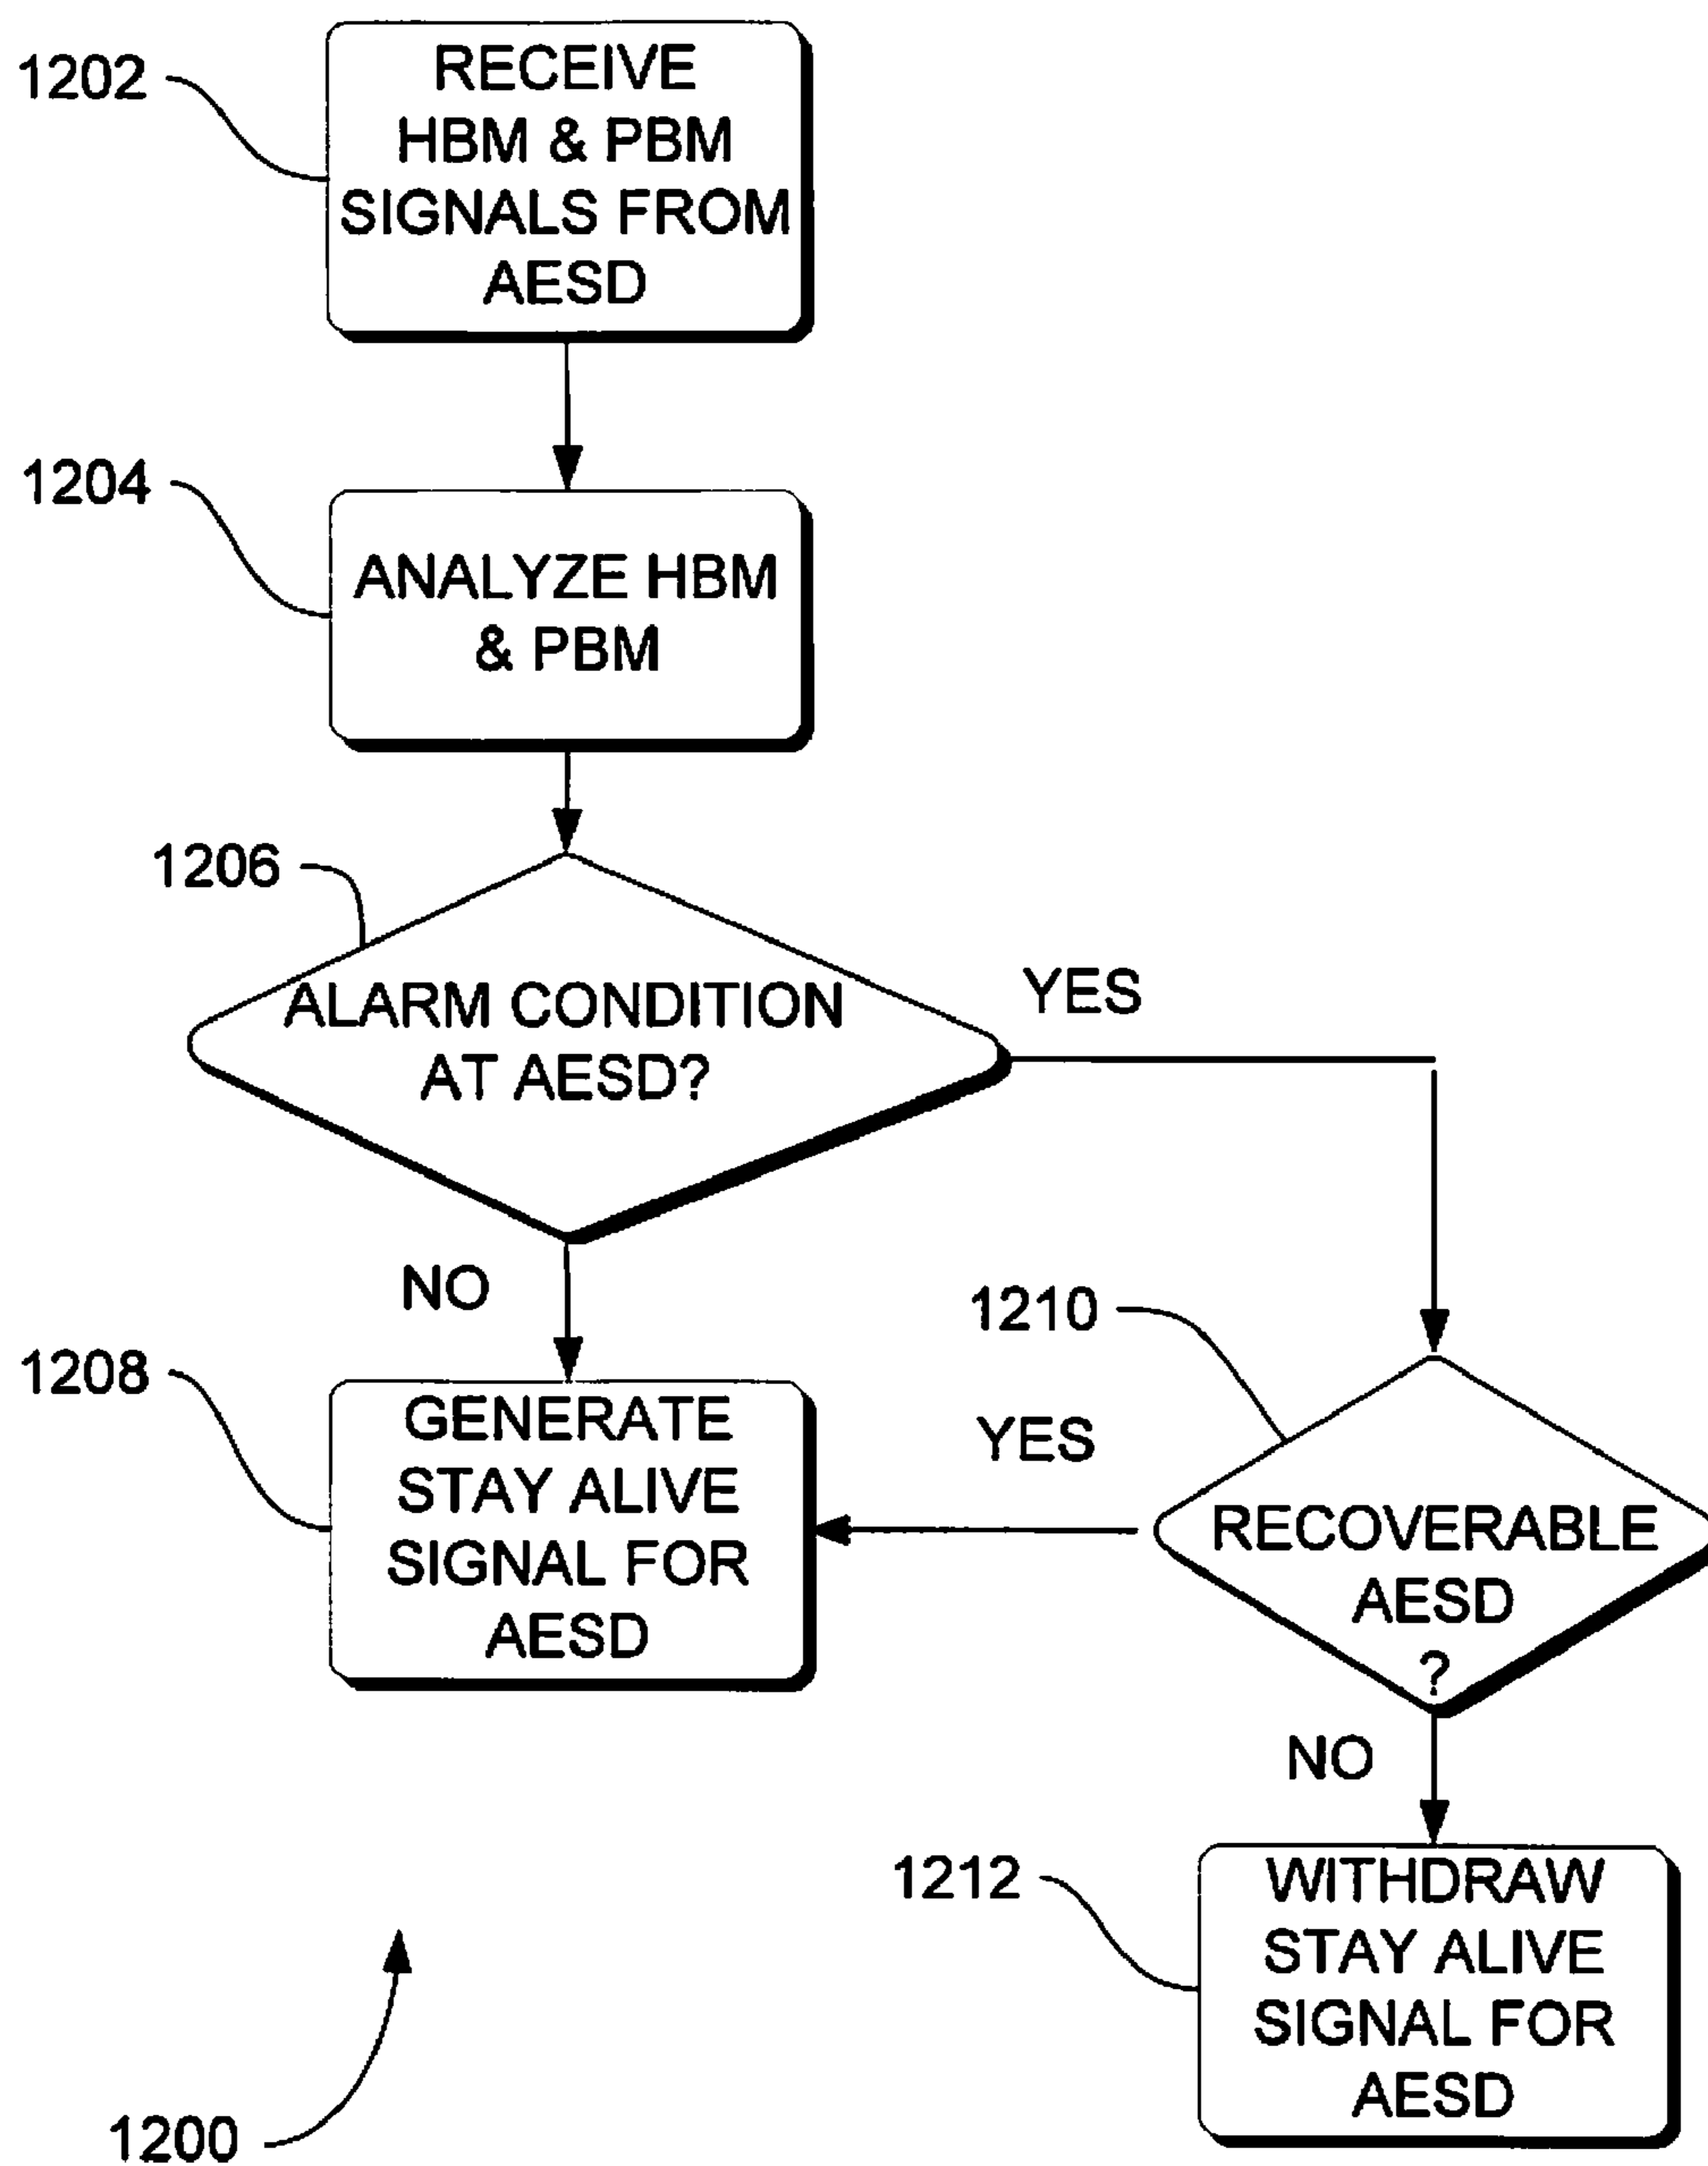 1202
RECEIVE
HBM & PBM
SIGNALS FROM
AESD
1204
ANALYZE HBM
& PBM
1206
ALARM CONDITION
AT AESD?
YES
NO
1208
GENERATE
STAY ALIVE
SIGNAL FOR
AESD
YES
1210
RECOVERABLE
AESD
?
NO
1212
WITHDRAW
STAY ALIVE
SIGNAL FOR
AESD
1200